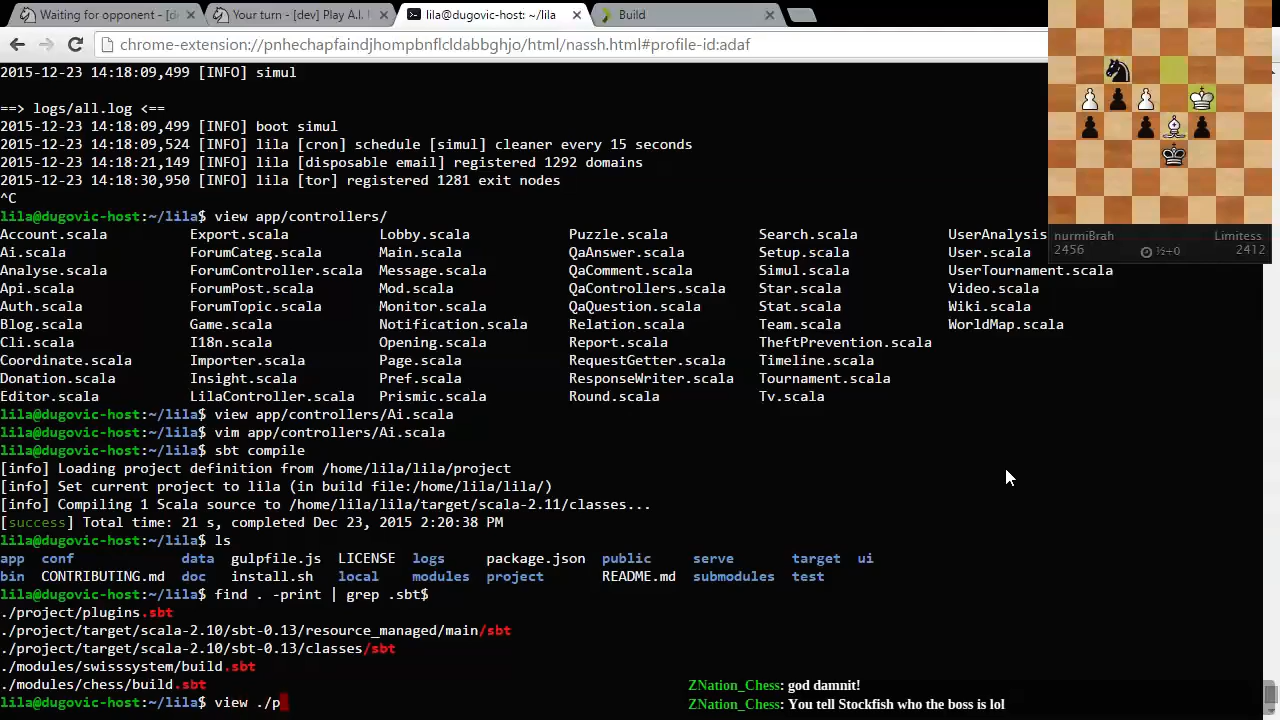 Waiting for opponent - [de
Your turn - [dev] Play A.I.
lila@dugovic-host: ~/lila
Build
chrome-extension://pnhechapfaindjhompbnflcldabbghjo/html/nassh.html#profile-id:adaf
2015-12-23 14:18:09,499 [INFO] simul
==> logs/all.log <==
2015-12-23 14:18:09,499 [INFO] boot simul
2015-12-23 14:18:09,524 [INFO] lila [cron] schedule [simul] cleaner every 15 seconds
2015-12-23 14:18:21,149 [INFO] lila [disposable email] registered 1292 domains
2015-12-23 14:18:30,950 [INFO] lila [tor] registered 1281 exit nodes
^C
lila@dugovic-host:~/lila$ view app/controllers/
Account.scala Export.scala Lobby.scala Puzzle.scala Search.scala UserAnalysis
Ai.scala ForumCateg.scala Main.scala QaAnswer.scala Setup.scala User.scala
Analyse.scala ForumController.scala Message.scala QaComment.scala Simul.scala UserTournament.scala
Api.scala ForumPost.scala Mod.scala QaControllers.scala Star.scala Video.scala
Auth.scala ForumTopic.scala Monitor.scala QaQuestion.scala Stat.scala Wiki.scala
Blog.scala Game.scala Notification.scala Relation.scala Team.scala WorldMap.scala
Cli.scala I18n.scala Opening.scala Report.scala TheftPrevention.scala
Coordinate.scala Importer.scala Page.scala RequestGetter.scala Timeline.scala
Donation.scala Insight.scala Pref.scala ResponseWriter.scala Tournament.scala
Editor.scala LilaController.scala Prismic.scala Round.scala Tv.scala
lila@dugovic-host:~/lila$ view app/controllers/Ai.scala
lila@dugovic-host:~/lila$ vim app/controllers/Ai.scala
lila@dugovic-host:~/lila$ sbt compile
[info] Loading project definition from /home/lila/lila/project
[info] Set current project to lila (in build file:/home/lila/lila/)
[info] Compiling 1 Scala source to /home/lila/lila/target/scala-2.11/classes...
[success] Total time: 21 s, completed Dec 23, 2015 2:20:38 PM
lila@dugovic-host:~/lila$ ls
app conf data gulpfile.js LICENSE logs package.json public serve target ui
bin CONTRIBUTING.md doc install.sh local modules project README.md submodules test
lila@dugovic-host:~/lila$ find . -print | grep .sbt$
./project/plugins.sbt
./project/target/scala-2.10/sbt-0.13/resource_managed/main/sbt
./project/target/scala-2.10/sbt-0.13/classes/sbt
./modules/swisssystem/build.sbt
./modules/chess/build.sbt
lila@dugovic-host:~/lila$ view ./p
nurmiBrah Limitess
2456 ½+0 2412
ZNation_Chess: god damnit!
ZNation_Chess: You tell Stockfish who the boss is lol